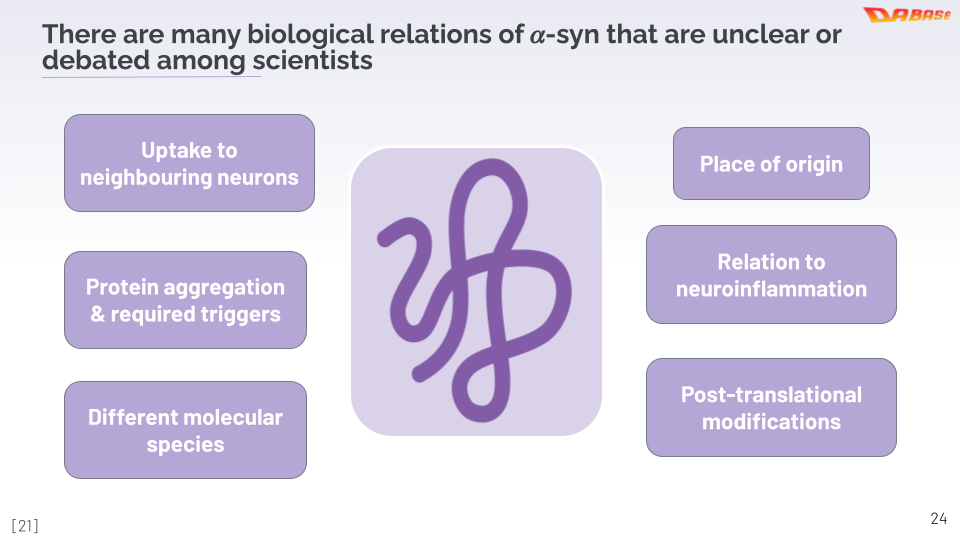 DABASE
There are many biological relations of α-syn that are unclear or
debated among scientists
Uptake to
neighbouring neurons
Protein aggregation
& required triggers
Different molecular
species
Place of origin
Relation to
neuroinflammation
Post-translational
modifications
[21]
24